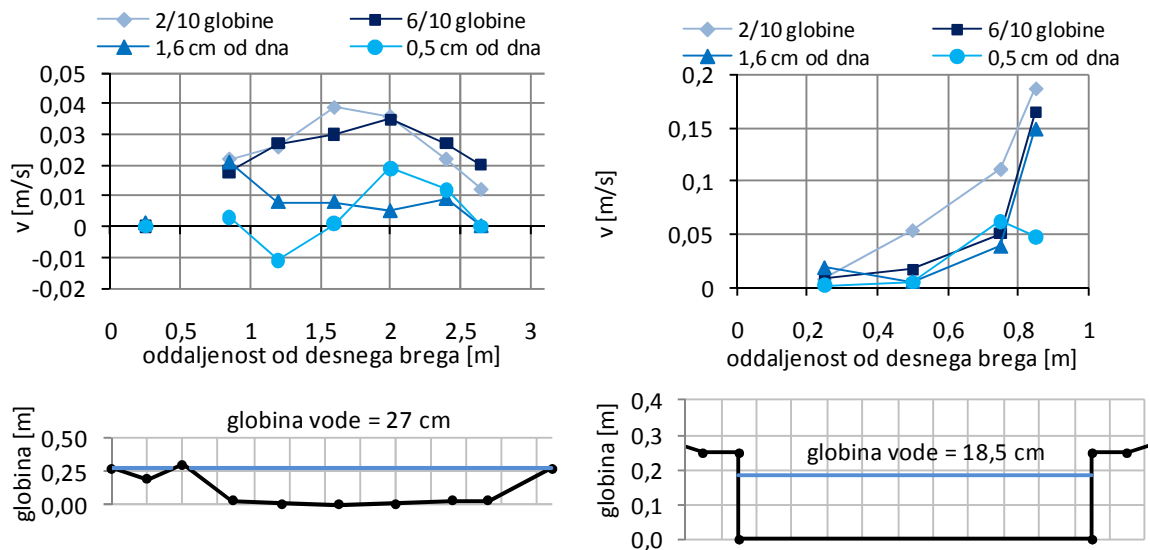 2/10 globine 6/10 globine
1,6 cm od dna 0,5 cm od dna
v [m/s]
0,05
0,04
0,03
0,02
0,01
0
-0,01
-0,02
0 0,5 1 1,5 2 2,5 3
oddaljenost od desnega brega [m]
globina [m]
0,50
0,25
0,00
globina vode = 27 cm
2/10 globine 6/10 globine
1,6 cm od dna 0,5 cm od dna
v [m/s]
0,2
0,15
0,1
0,05
0
0 0,2 0,4 0,6 0,8 1
oddaljenost od desnega brega [m]
globina [m]
0,4
0,3
0,2
0,1
0,0
globina vode = 18,5 cm